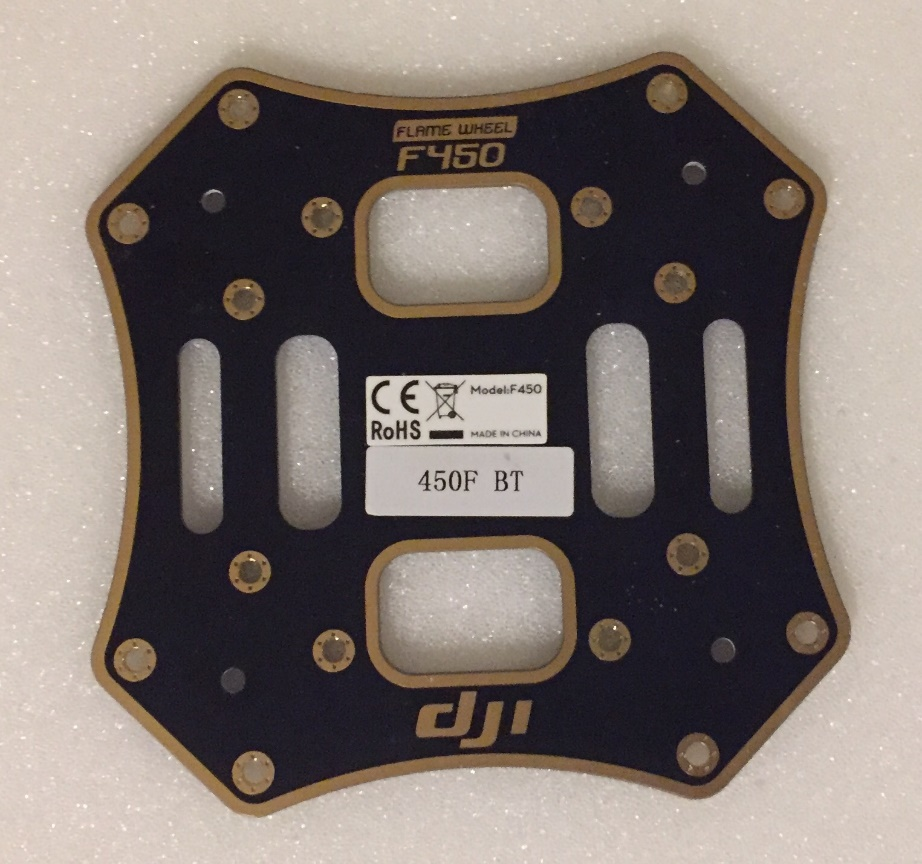 FLAME WHEEL
F450
CE Model:F450
RoHS MADE IN CHINA
450F BT
dji